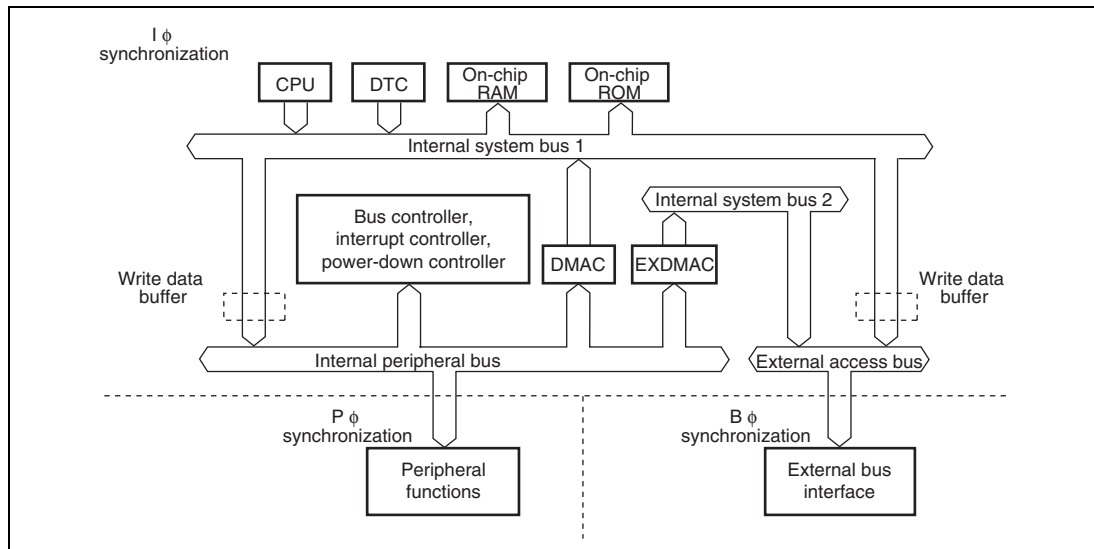 I ϕ
synchronization
CPU
DTC
On-chip
RAM
On-chip
ROM
Internal system bus 1
Internal system bus 2
Bus controller,
interrupt controller,
power-down controller
DMAC
EXDMAC
Write data
buffer
Write data
buffer
Internal peripheral bus
External access bus
P ϕ
synchronization
B ϕ
synchronization
Peripheral
functions
External bus
interface